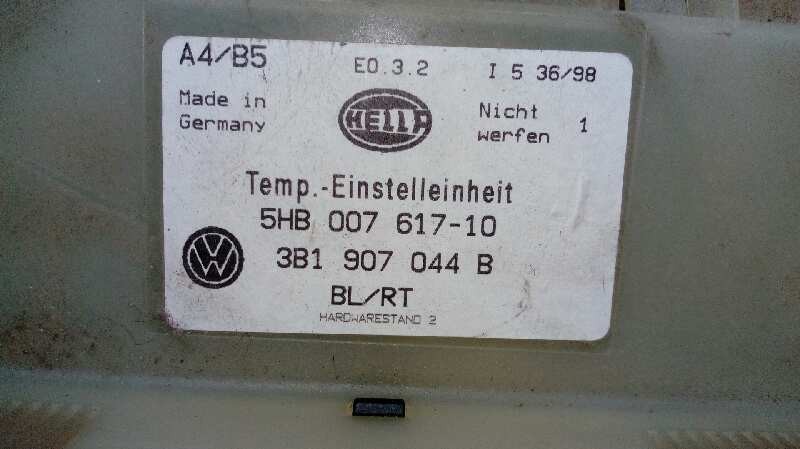 A4/B5 E0.3.2 I 5 36/98
Made in Germany
HELLA
Nicht werfen 1
Temp.-Einstelleinheit
5HB 007 617-10
VW
3B1 907 044 B
BL/RT
HARDWARESTAND 2